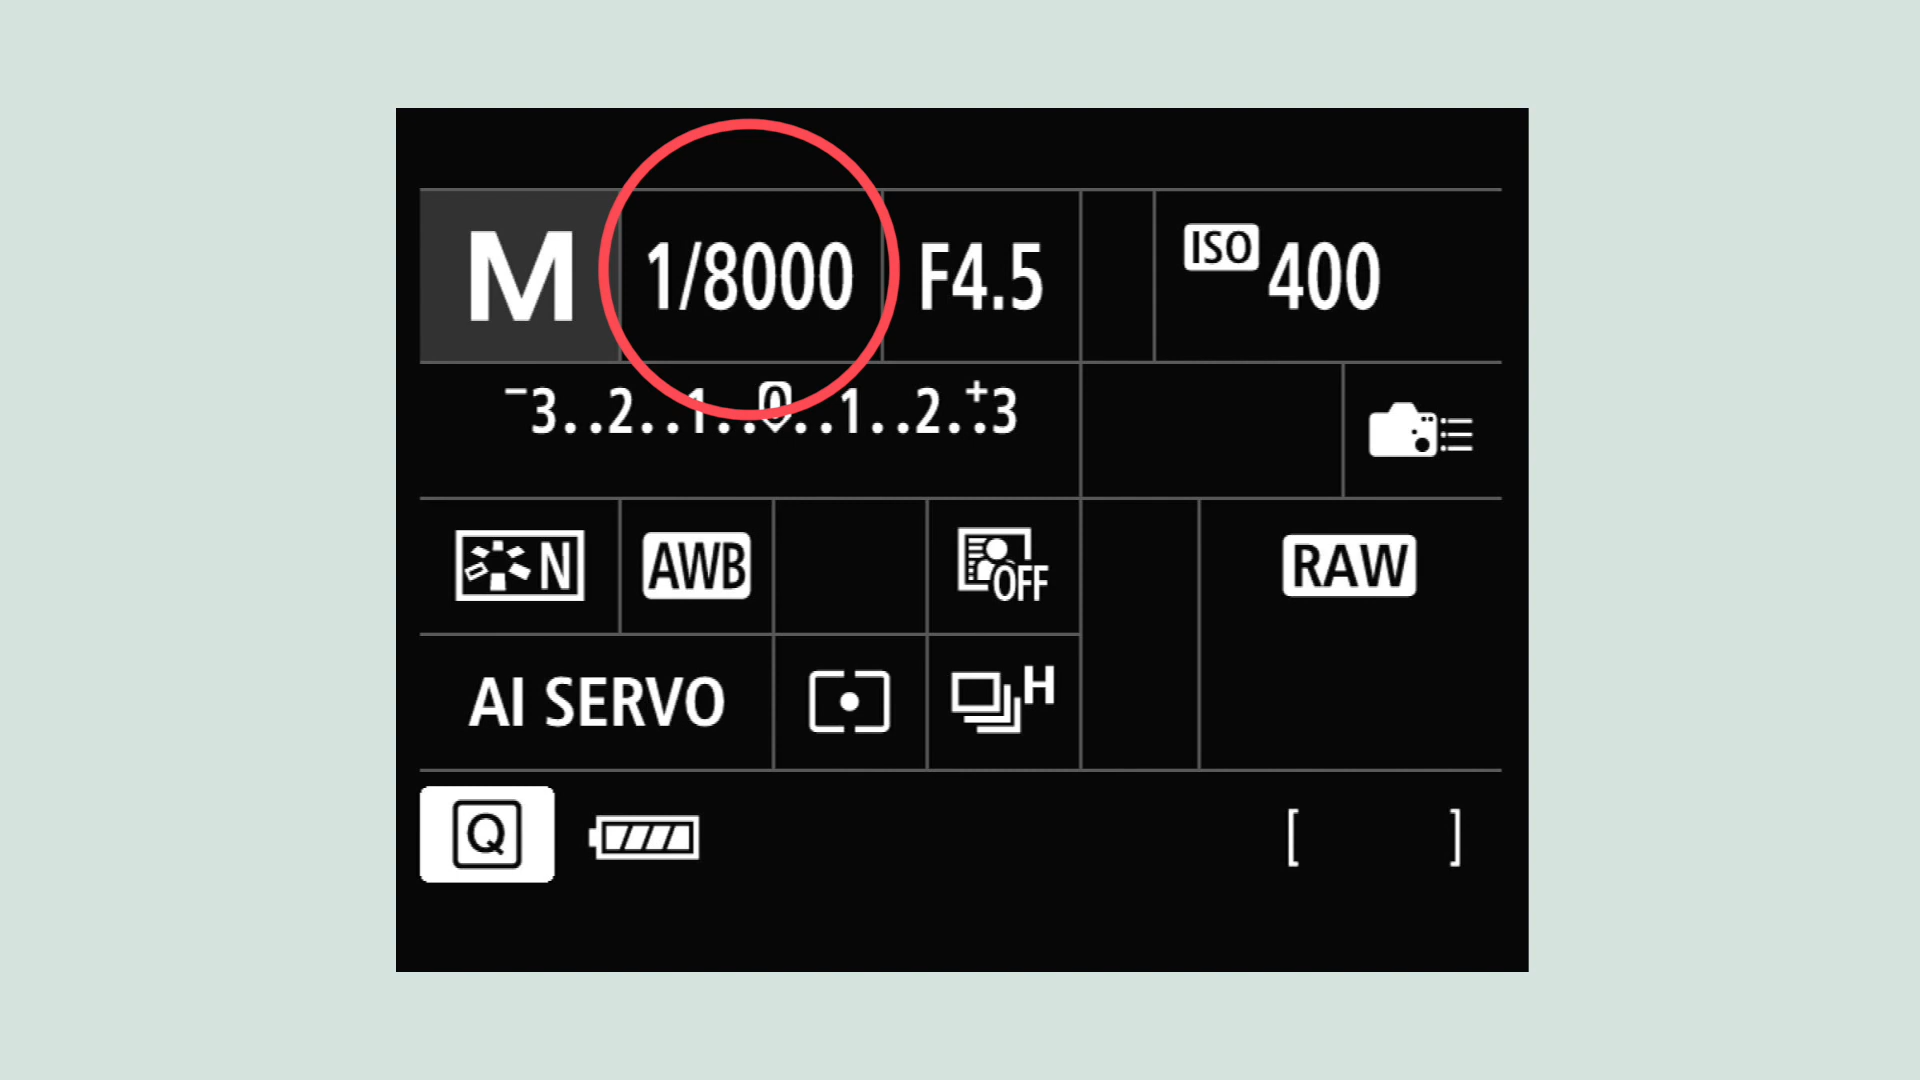 M 1/8000 F4.5 ISO 400
-3..2..1..0..1..2..+3
N AWB OFF RAW
AI SERVO H
Q [ ]